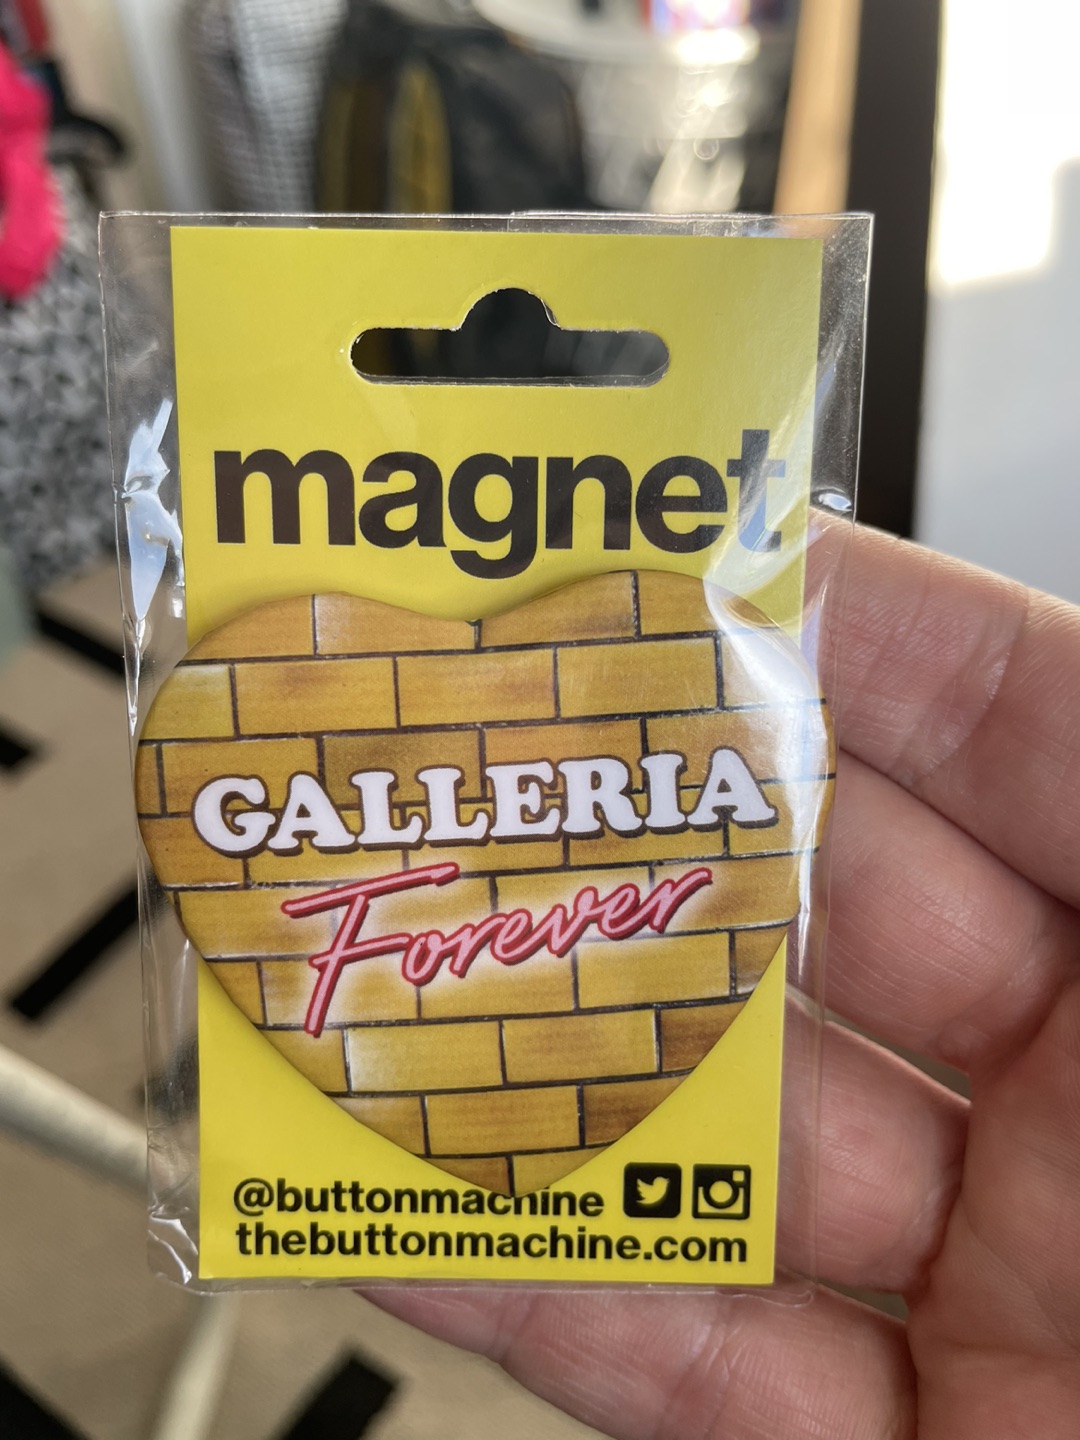 magnet
GALLERIA
Forever
@buttonmachine
thebuttonmachine.com